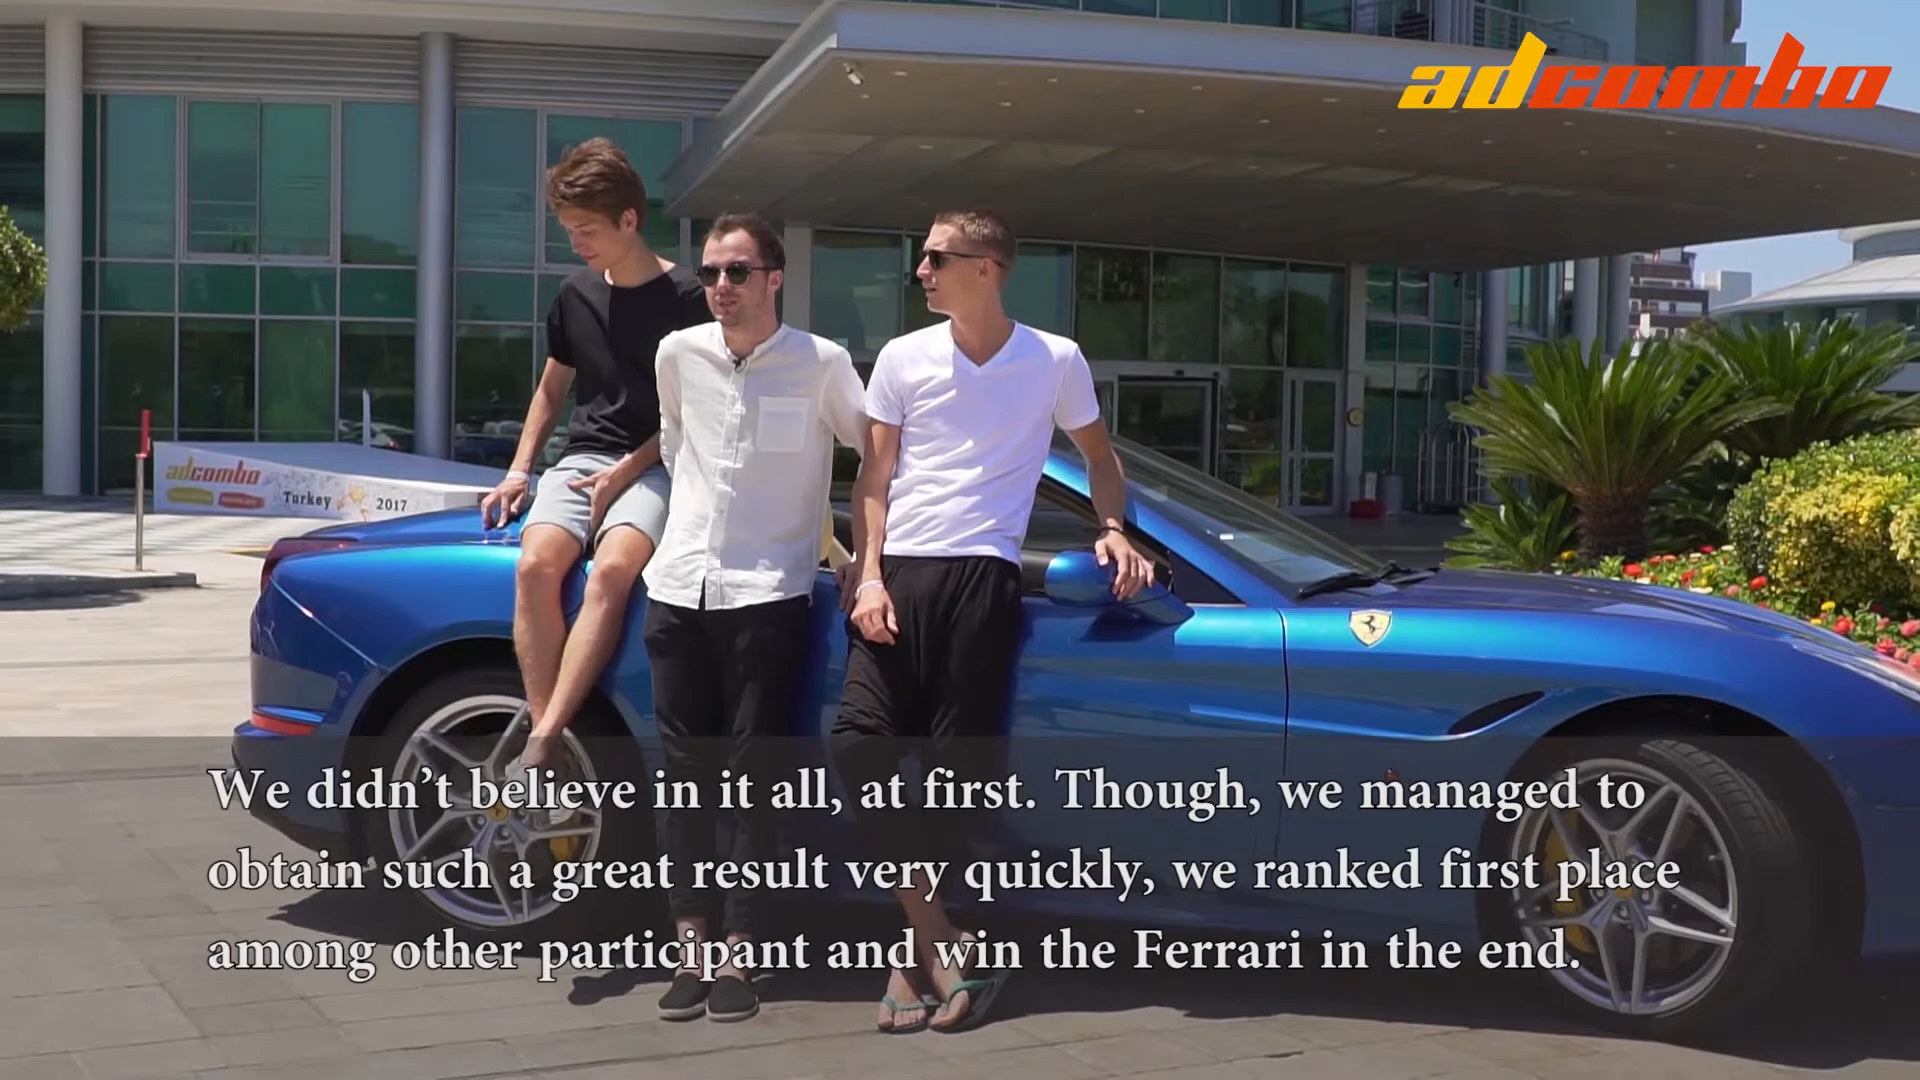 adcombo
adcombo
Turkey 2017
We didn’t believe in it all, at first. Though, we managed to
obtain such a great result very quickly, we ranked first place
among other participant and win the Ferrari in the end.